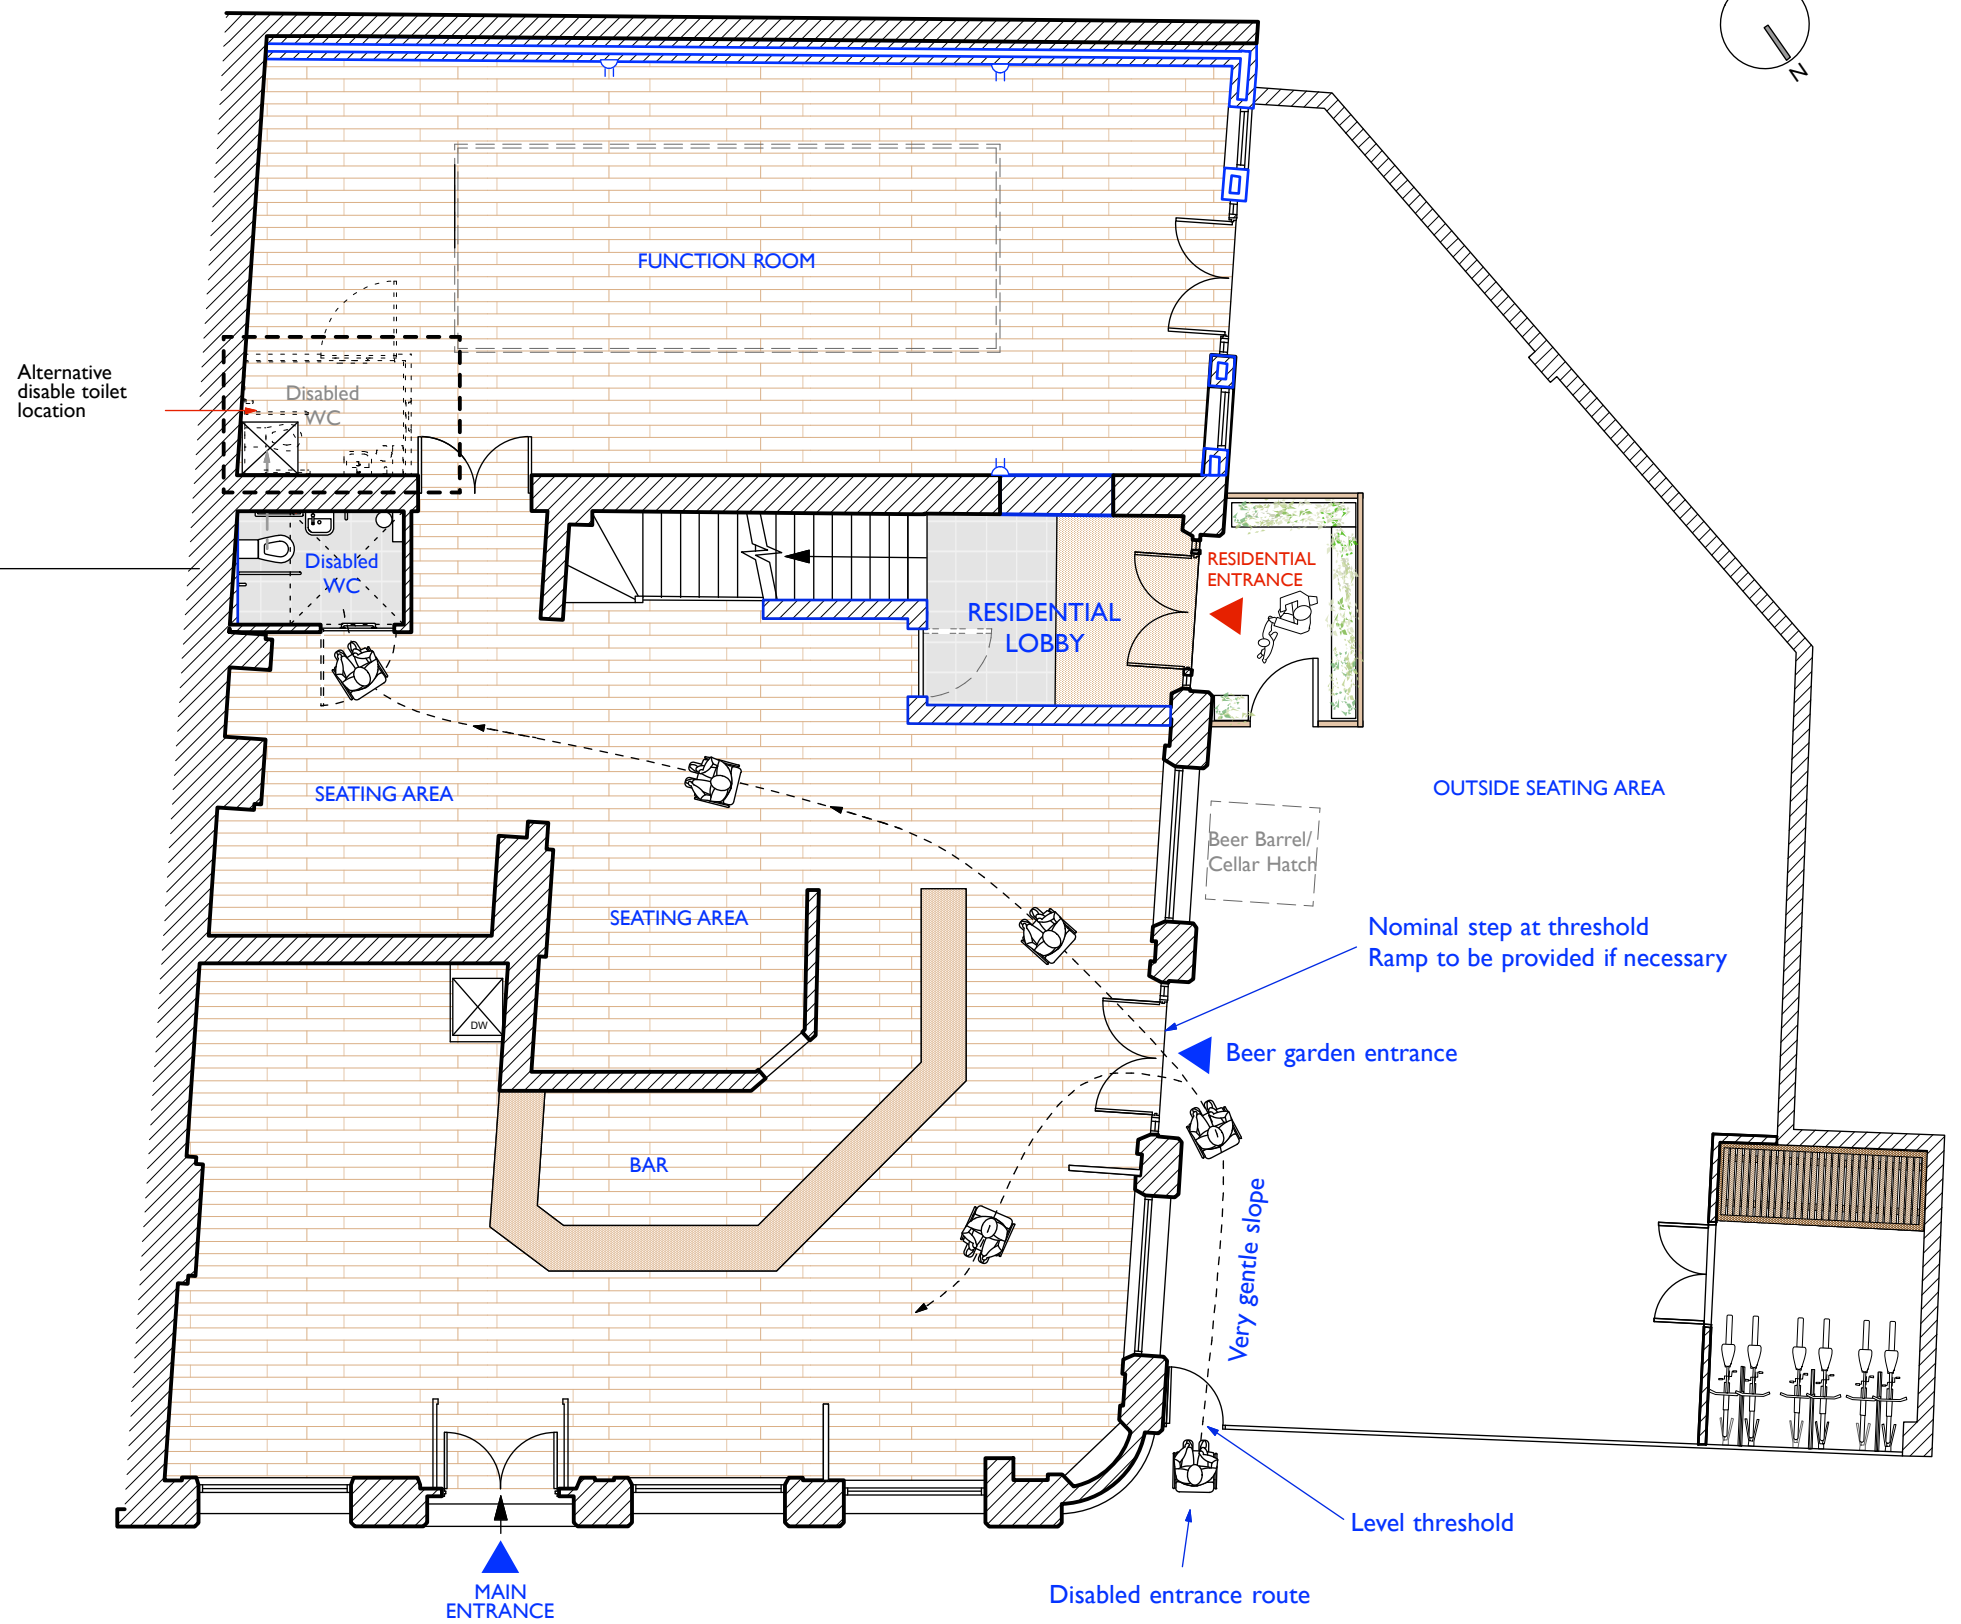 N
FUNCTION ROOM
Alternative
disable toilet
location
Disabled
WC
Disabled
WC
RESIDENTIAL
ENTRANCE
RESIDENTIAL
LOBBY
SEATING AREA
OUTSIDE SEATING AREA
Beer Barrel/
Cellar Hatch
SEATING AREA
Nominal step at threshold
Ramp to be provided if necessary
DW
Beer garden entrance
BAR
Very gentle slope
Level threshold
MAIN
ENTRANCE
Disabled entrance route